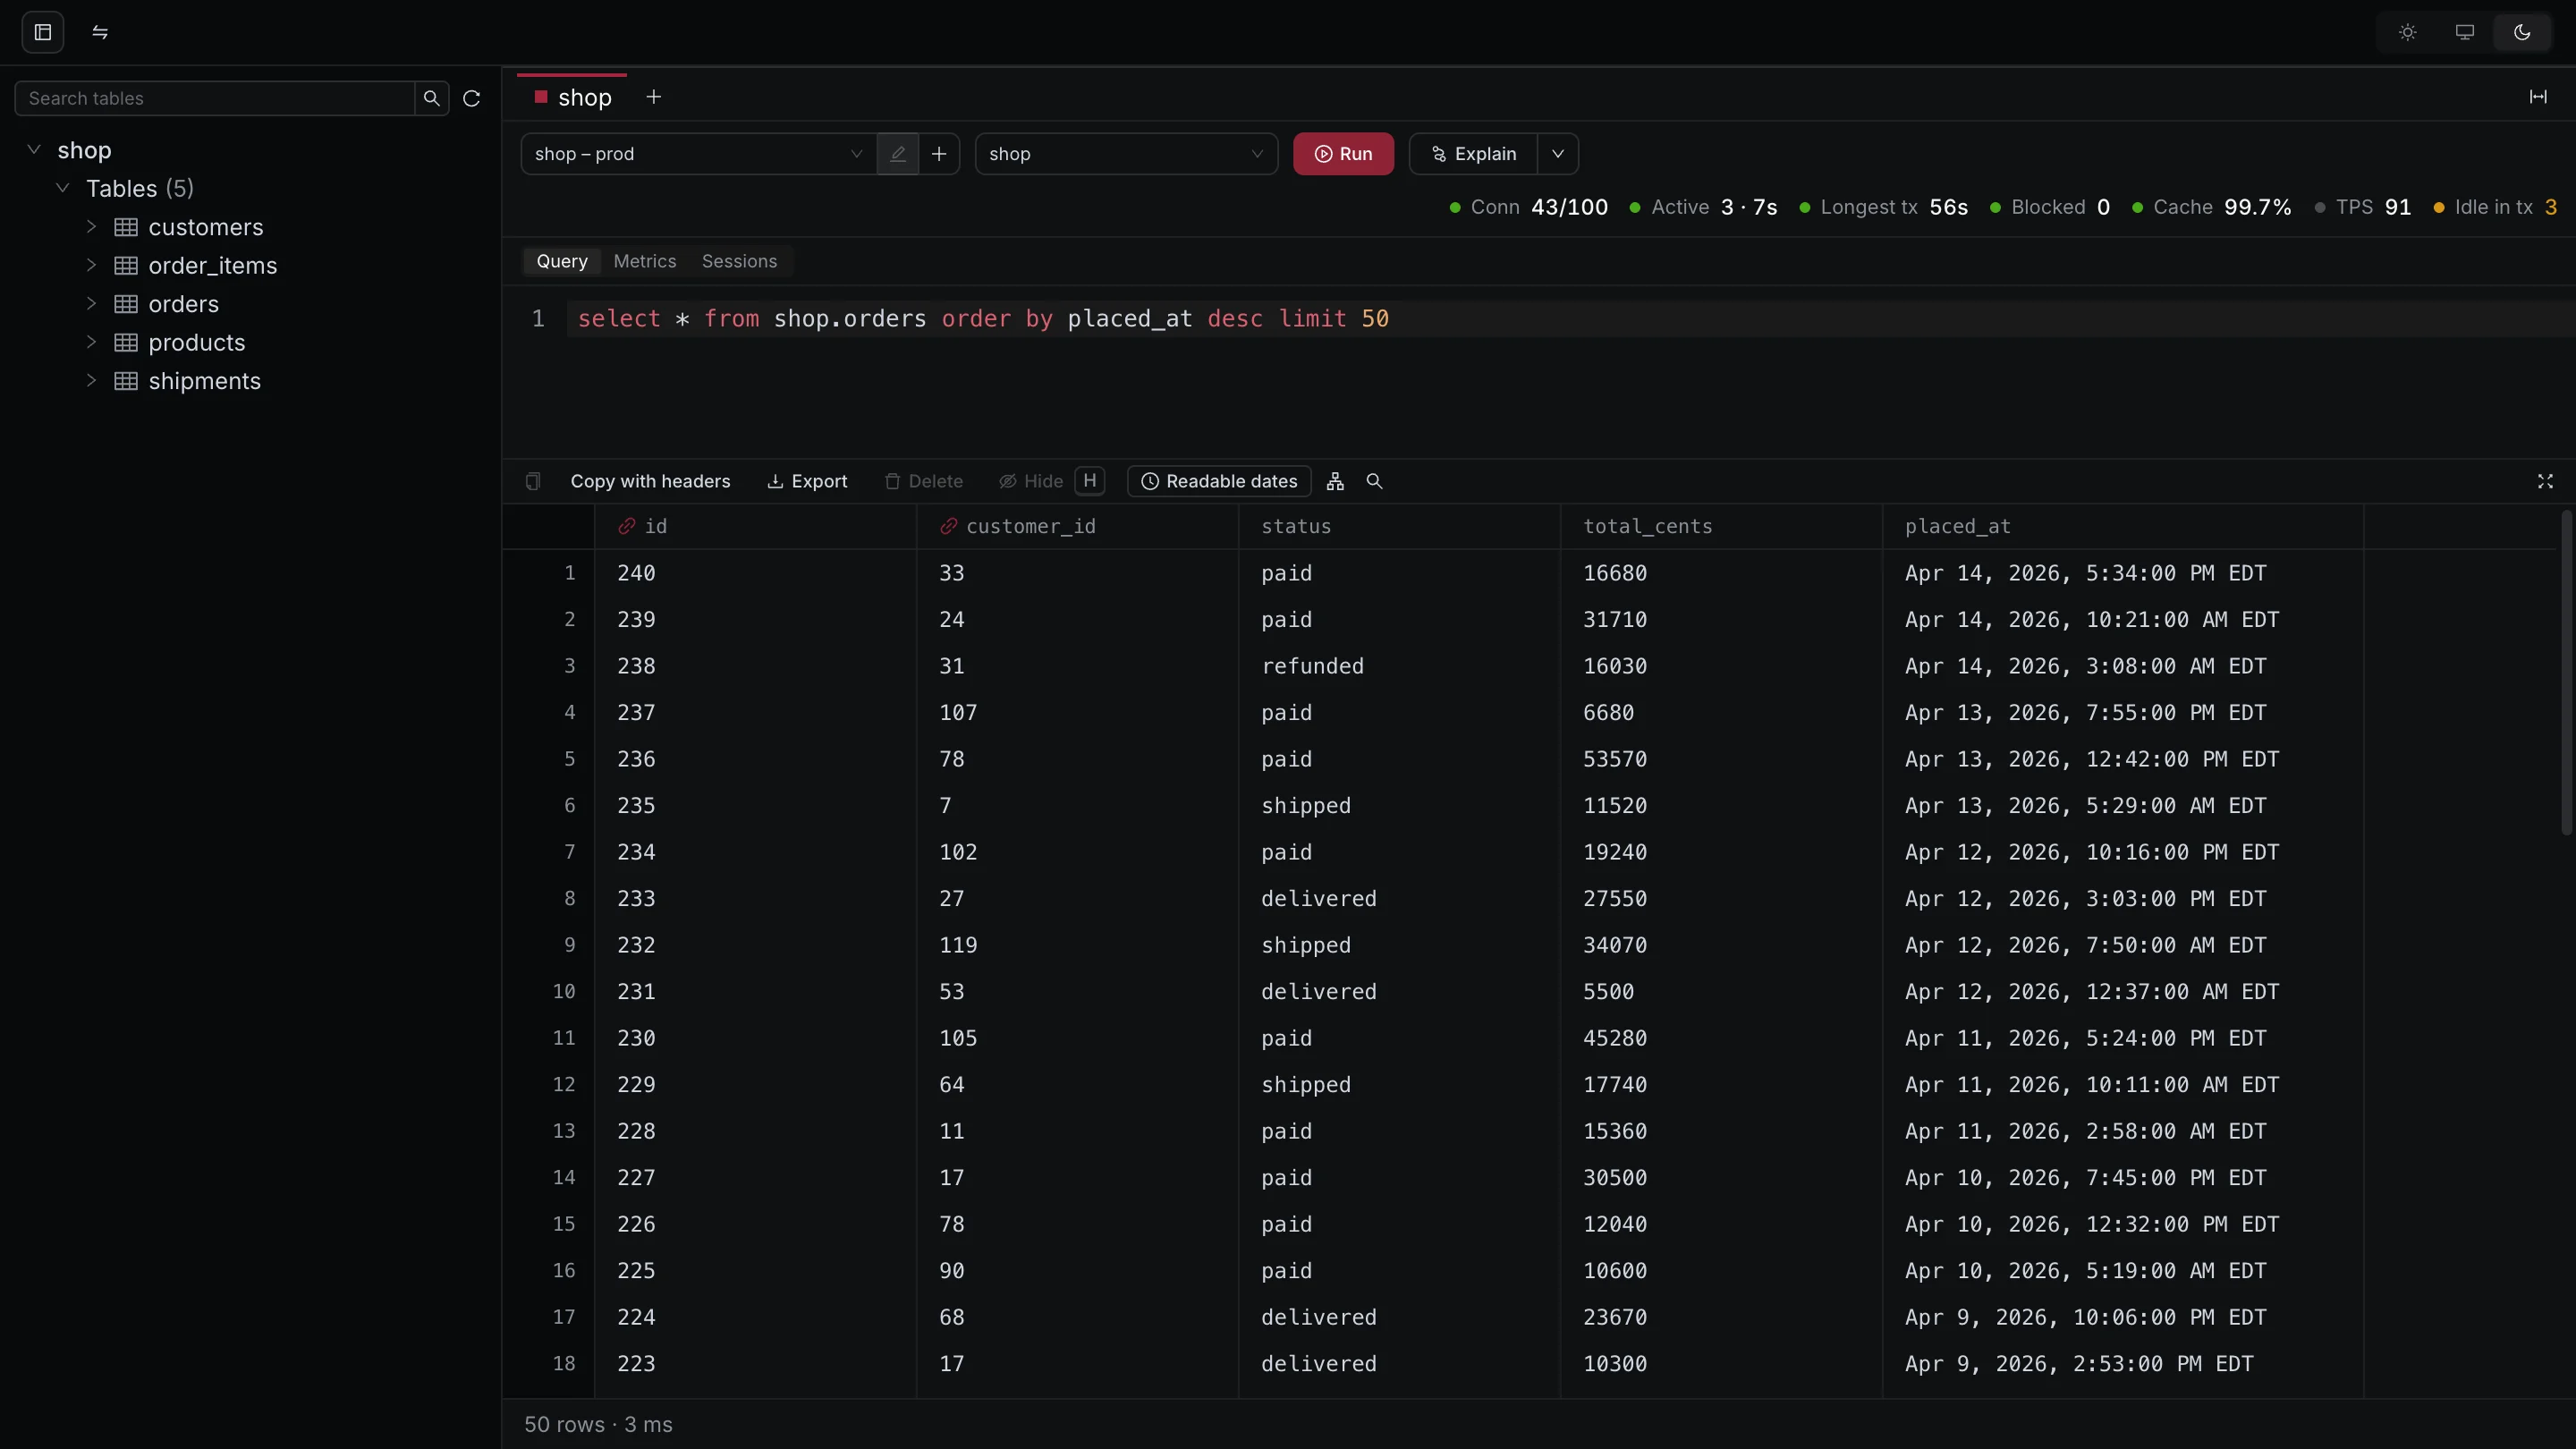 Search tables
shop
Tables (5)
customers
order_items
orders
products
shipments
shop
shop – prod
shop
Run
Explain
Conn 43/100 Active 3 · 7s Longest tx 56s Blocked 0 Cache 99.7% TPS 91 Idle in tx 3
Query Metrics Sessions
1 select * from shop.orders order by placed_at desc limit 50
Copy with headers Export Delete Hide H Readable dates
id customer_id status total_cents placed_at
1 240 33 paid 16680 Apr 14, 2026, 5:34:00 PM EDT
2 239 24 paid 31710 Apr 14, 2026, 10:21:00 AM EDT
3 238 31 refunded 16030 Apr 14, 2026, 3:08:00 AM EDT
4 237 107 paid 6680 Apr 13, 2026, 7:55:00 PM EDT
5 236 78 paid 53570 Apr 13, 2026, 12:42:00 PM EDT
6 235 7 shipped 11520 Apr 13, 2026, 5:29:00 AM EDT
7 234 102 paid 19240 Apr 12, 2026, 10:16:00 PM EDT
8 233 27 delivered 27550 Apr 12, 2026, 3:03:00 PM EDT
9 232 119 shipped 34070 Apr 12, 2026, 7:50:00 AM EDT
10 231 53 delivered 5500 Apr 12, 2026, 12:37:00 AM EDT
11 230 105 paid 45280 Apr 11, 2026, 5:24:00 PM EDT
12 229 64 shipped 17740 Apr 11, 2026, 10:11:00 AM EDT
13 228 11 paid 15360 Apr 11, 2026, 2:58:00 AM EDT
14 227 17 paid 30500 Apr 10, 2026, 7:45:00 PM EDT
15 226 78 paid 12040 Apr 10, 2026, 12:32:00 PM EDT
16 225 90 paid 10600 Apr 10, 2026, 5:19:00 AM EDT
17 224 68 delivered 23670 Apr 9, 2026, 10:06:00 PM EDT
18 223 17 delivered 10300 Apr 9, 2026, 2:53:00 PM EDT
50 rows · 3 ms